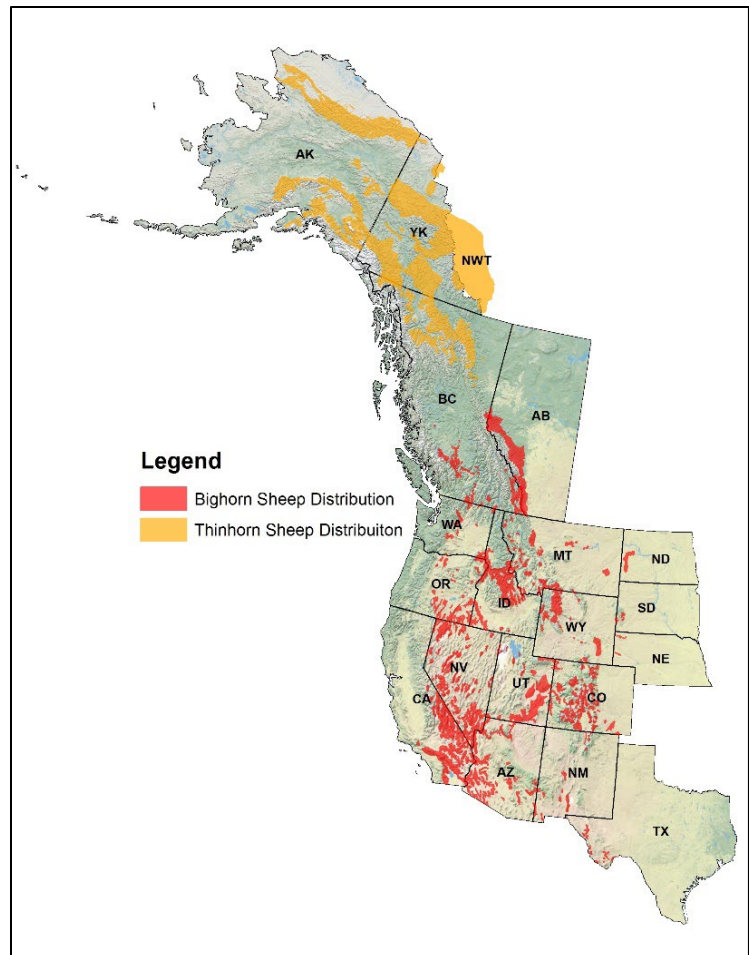 AK
YK
NWT
BC
AB
Legend
Bighorn Sheep Distribution
Thinhorn Sheep Distribuiton
WA
MT
ND
OR
ID
SD
WY
NE
NV
UT
CO
CA
AZ
NM
TX